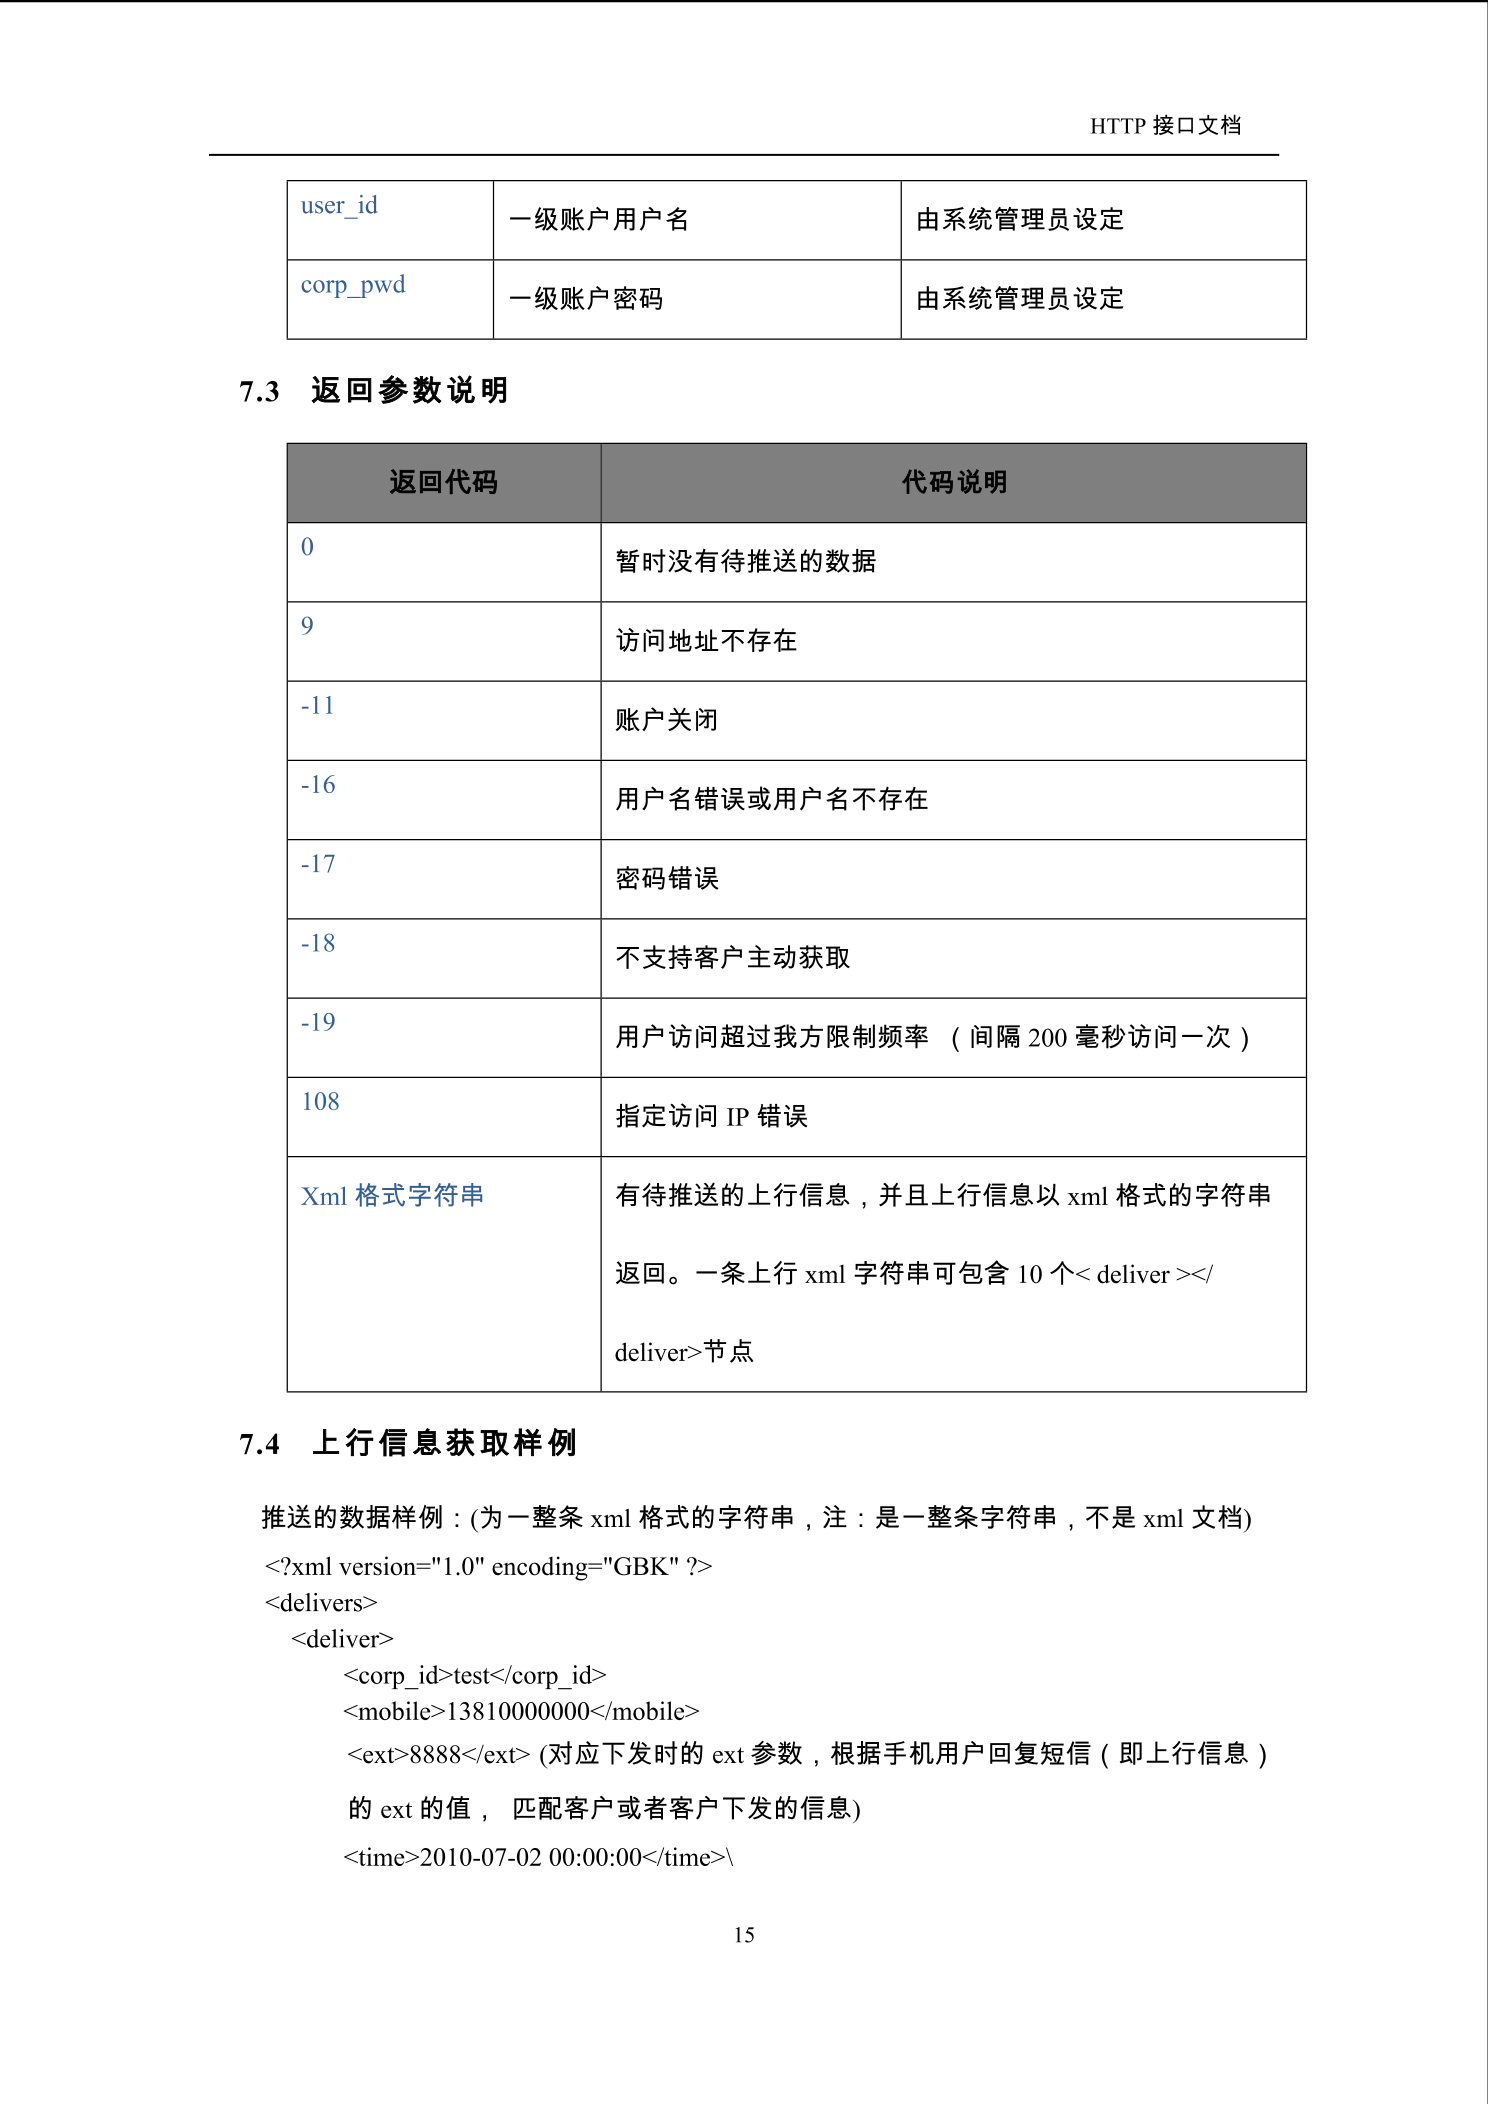 HTTP 接口文档
user_id 一级账户用户名 由系统管理员设定
corp_pwd 一级账户密码 由系统管理员设定
7.3 返回参数说明
返回代码 代码说明
0 暂时没有待推送的数据
9 访问地址不存在
-11 账户关闭
-16 用户名错误或用户名不存在
-17 密码错误
-18 不支持客户主动获取
-19 用户访问超过我方限制频率 （间隔 200 毫秒访问一次）
108 指定访问 IP 错误
Xml 格式字符串 有待推送的上行信息，并且上行信息以 xml 格式的字符串
返回。一条上行 xml 字符串可包含 10 个< deliver ></
deliver>节点
7.4 上行信息获取样例
推送的数据样例：(为一整条 xml 格式的字符串，注：是一整条字符串，不是 xml 文档)
<?xml version="1.0" encoding="GBK" ?>
<delivers>
<deliver>
<corp_id>test</corp_id>
<mobile>13810000000</mobile>
<ext>8888</ext> (对应下发时的 ext 参数，根据手机用户回复短信（即上行信息）
的 ext 的值， 匹配客户或者客户下发的信息)
<time>2010-07-02 00:00:00</time>\
15